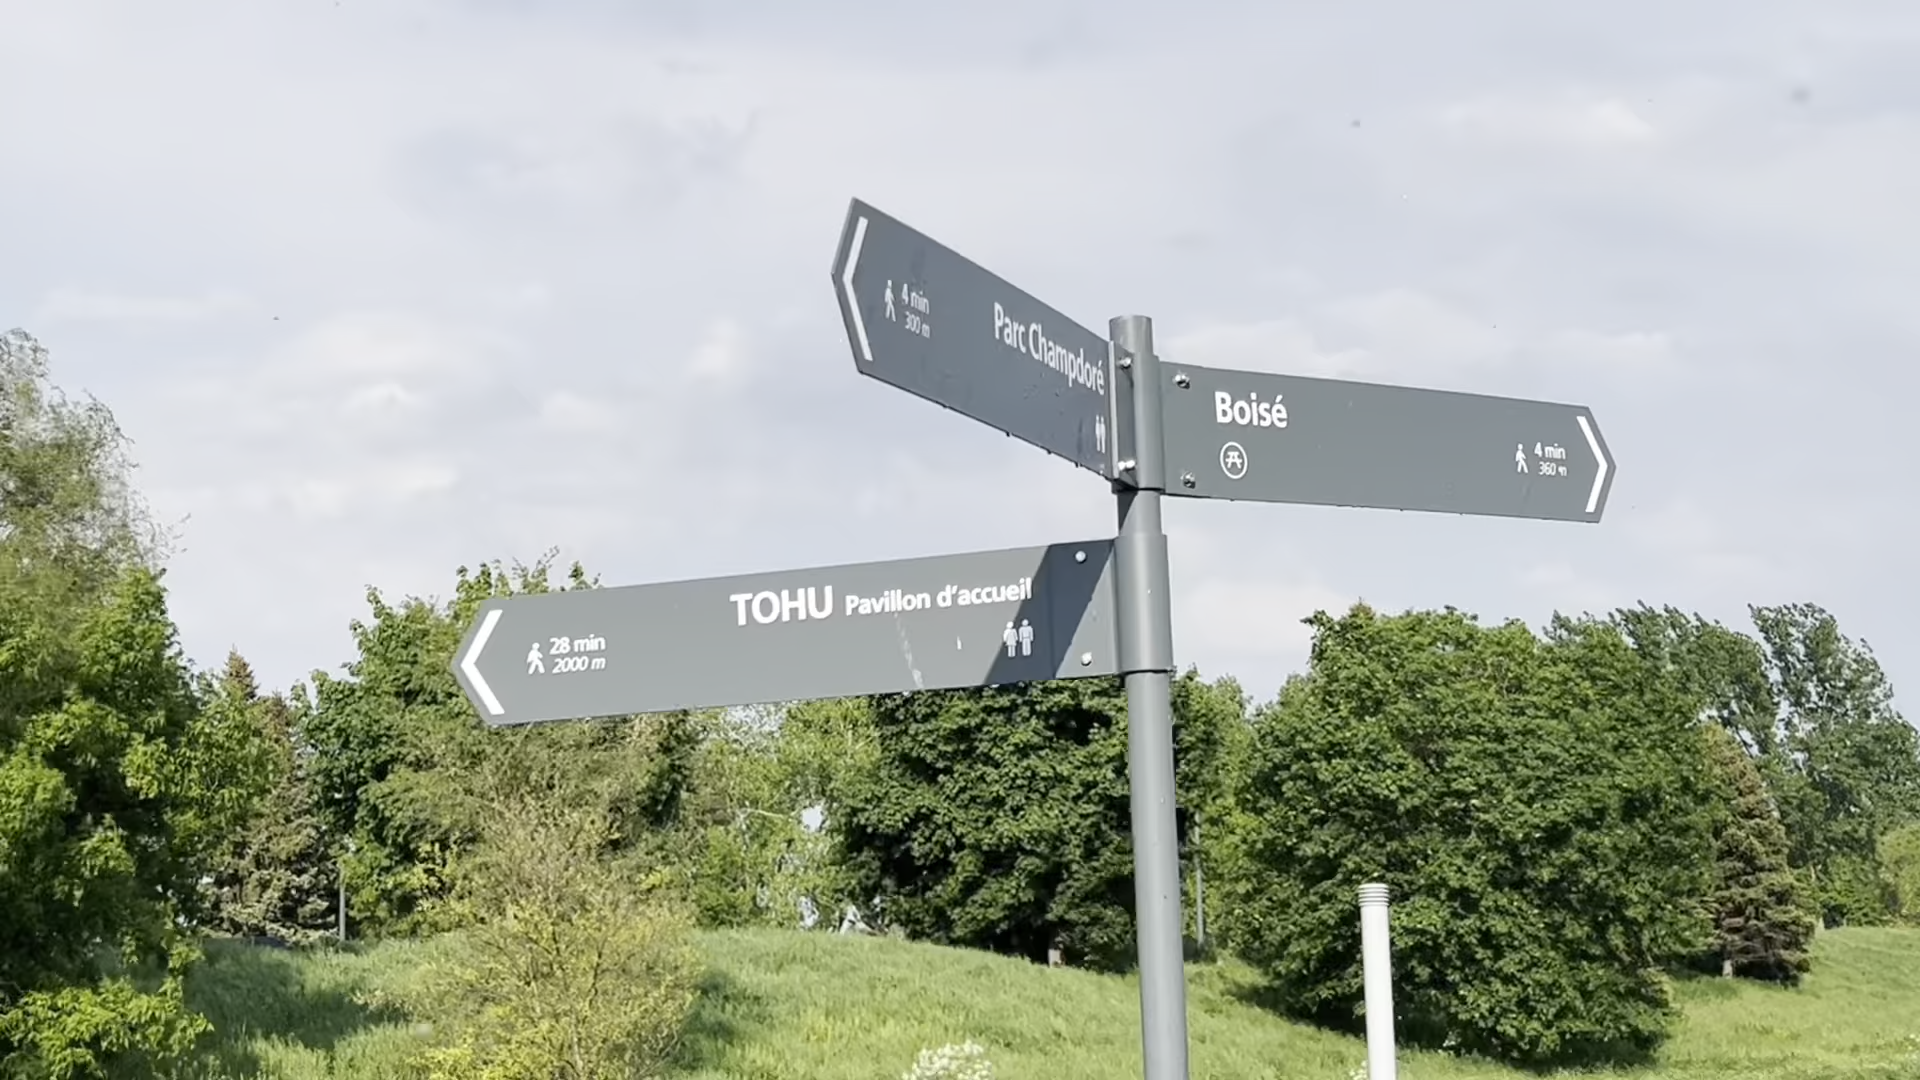 4 min
300 m
Parc Champdoré
Boisé
4 min
360 m
TOHU Pavillon d'accueil
28 min
2000 m